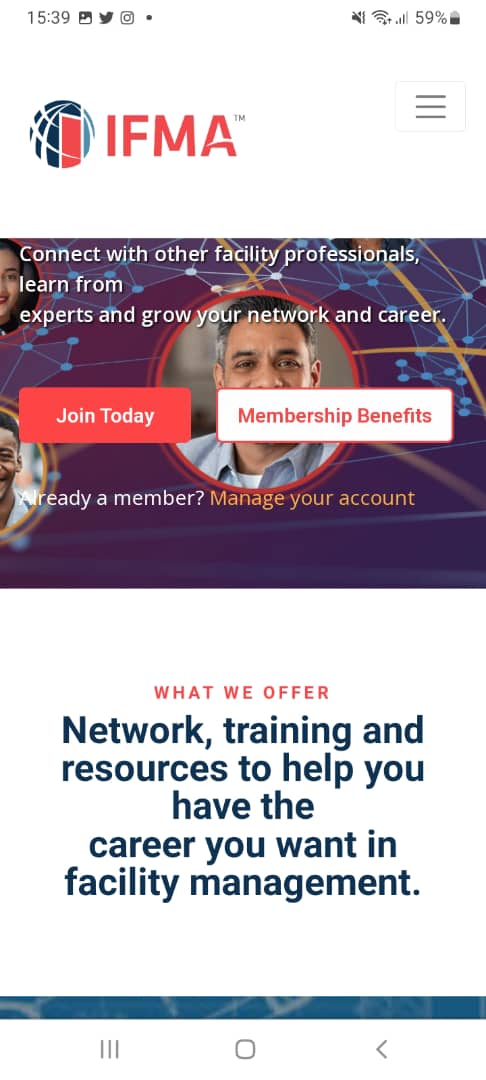 15:39
59%
IFMA™
Connect with other facility professionals,
learn from
experts and grow your network and career.
Join Today
Membership Benefits
Already a member? Manage your account
WHAT WE OFFER
Network, training and
resources to help you
have the
career you want in
facility management.